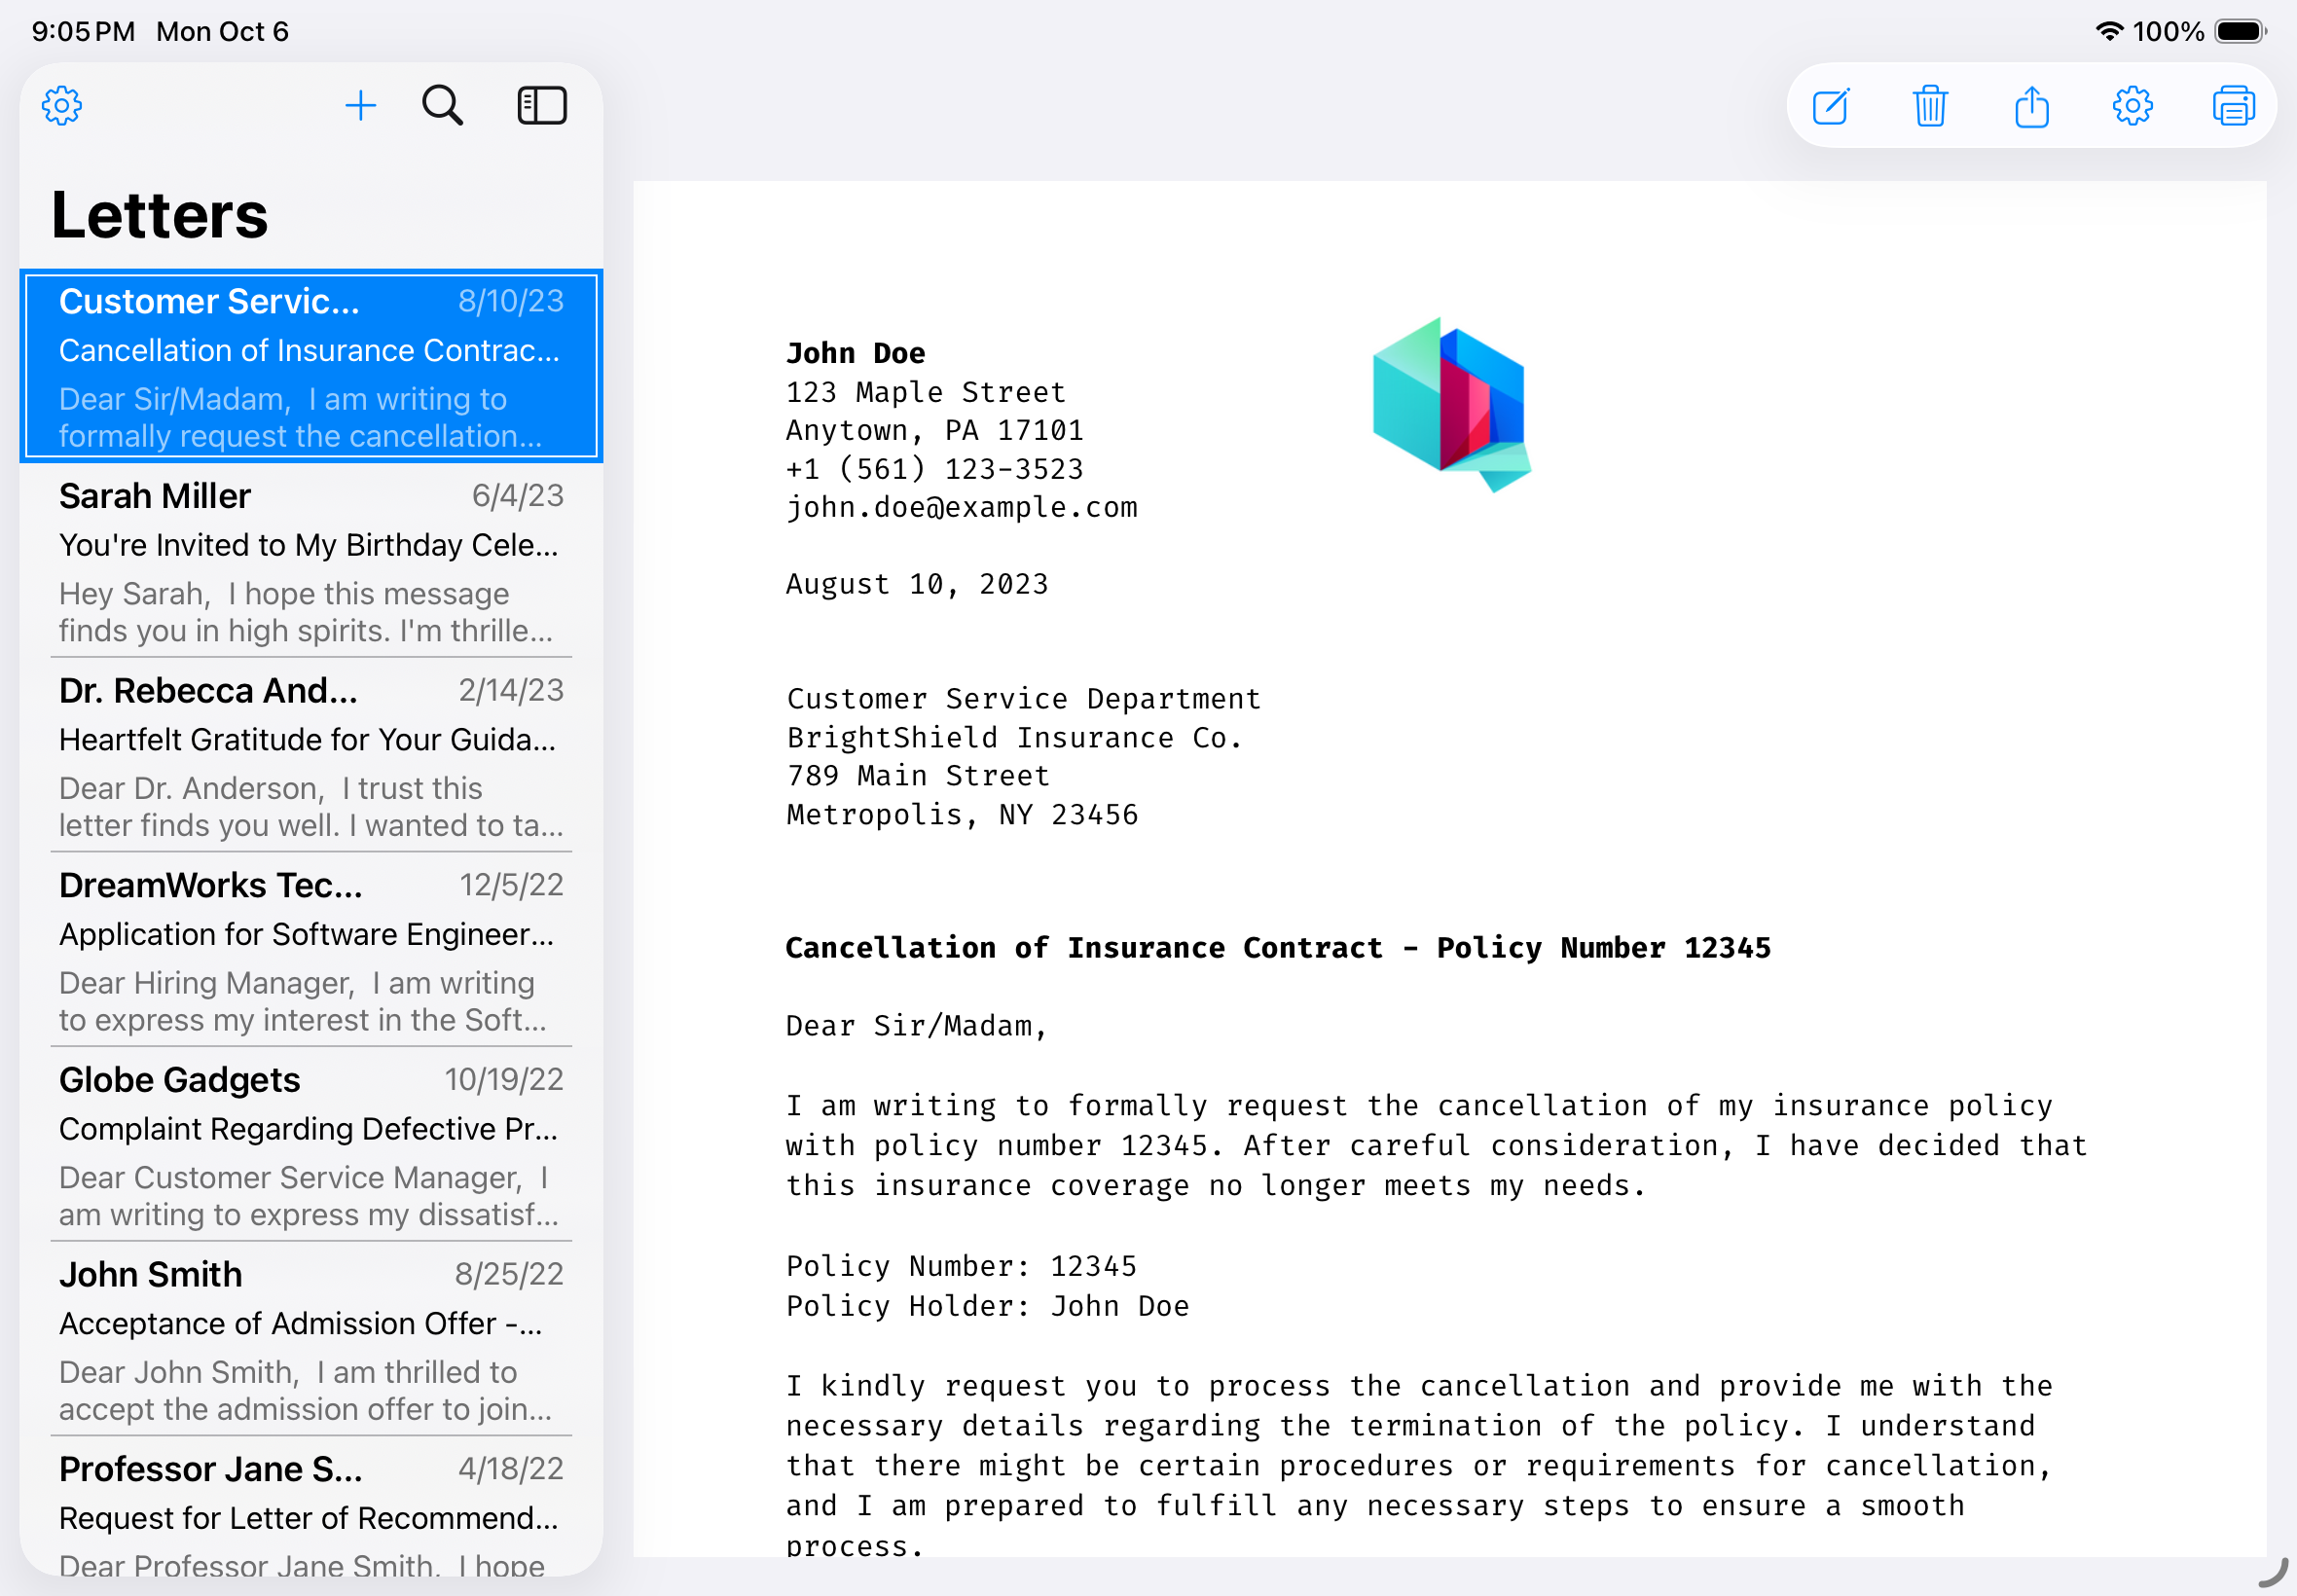 9:05 PM Mon Oct 6
100%
Letters
Customer Servic... 8/10/23
Cancellation of Insurance Contrac...
Dear Sir/Madam, I am writing to
formally request the cancellation...
Sarah Miller 6/4/23
You're Invited to My Birthday Cele...
Hey Sarah, I hope this message
finds you in high spirits. I'm thrille...
Dr. Rebecca And... 2/14/23
Heartfelt Gratitude for Your Guida...
Dear Dr. Anderson, I trust this
letter finds you well. I wanted to ta...
DreamWorks Tec... 12/5/22
Application for Software Engineer...
Dear Hiring Manager, I am writing
to express my interest in the Soft...
Globe Gadgets 10/19/22
Complaint Regarding Defective Pr...
Dear Customer Service Manager, I
am writing to express my dissatisf...
John Smith 8/25/22
Acceptance of Admission Offer -...
Dear John Smith, I am thrilled to
accept the admission offer to join...
Professor Jane S... 4/18/22
Request for Letter of Recommend...
Dear Professor Jane Smith, I hope
John Doe
123 Maple Street
Anytown, PA 17101
+1 (561) 123-3523
john.doe@example.com
August 10, 2023
Customer Service Department
BrightShield Insurance Co.
789 Main Street
Metropolis, NY 23456
Cancellation of Insurance Contract - Policy Number 12345
Dear Sir/Madam,
I am writing to formally request the cancellation of my insurance policy
with policy number 12345. After careful consideration, I have decided that
this insurance coverage no longer meets my needs.
Policy Number: 12345
Policy Holder: John Doe
I kindly request you to process the cancellation and provide me with the
necessary details regarding the termination of the policy. I understand
that there might be certain procedures or requirements for cancellation,
and I am prepared to fulfill any necessary steps to ensure a smooth
process.